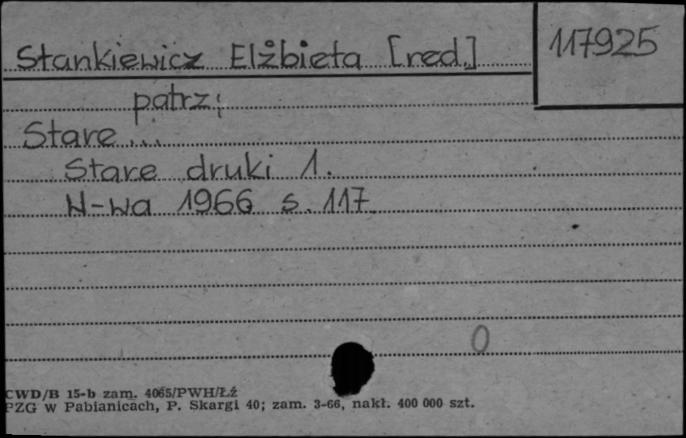 Stankiewicz Elżbieta [red.]
117925
patrz:
Stare...
Stare druki 1.
W-wa 1966 s. 117.
0
CWD/B 15-b zam. 4065/PWH/Łź
PZG w Pabianicach, P. Skargi 40; zam. 3-66, nakł. 400 000 szt.